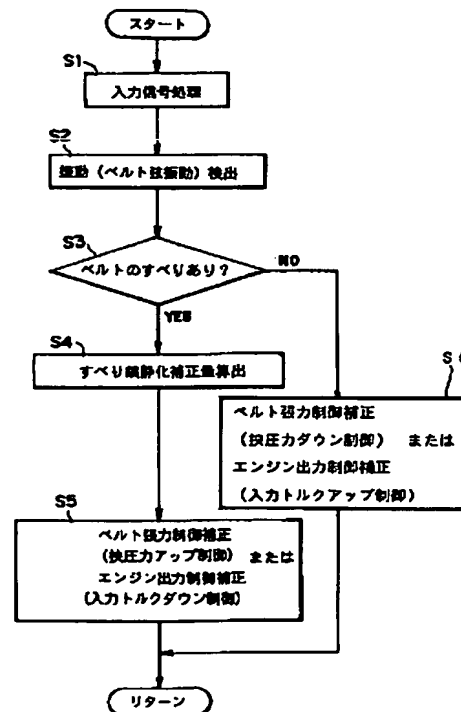 スタート
S1
入力信号処理
S2
振動（ベルト弦振動）検出
S3
ベルトのすべりあり？
NO
YES
S4
すべり鎮静化補正量算出
S6
ベルト張力制御補正
（挟圧力ダウン制御） または
エンジン出力制御補正
（入力トルクアップ制御）
S5
ベルト張力制御補正
（挟圧力アップ制御） または
エンジン出力制御補正
（入力トルクダウン制御）
リターン